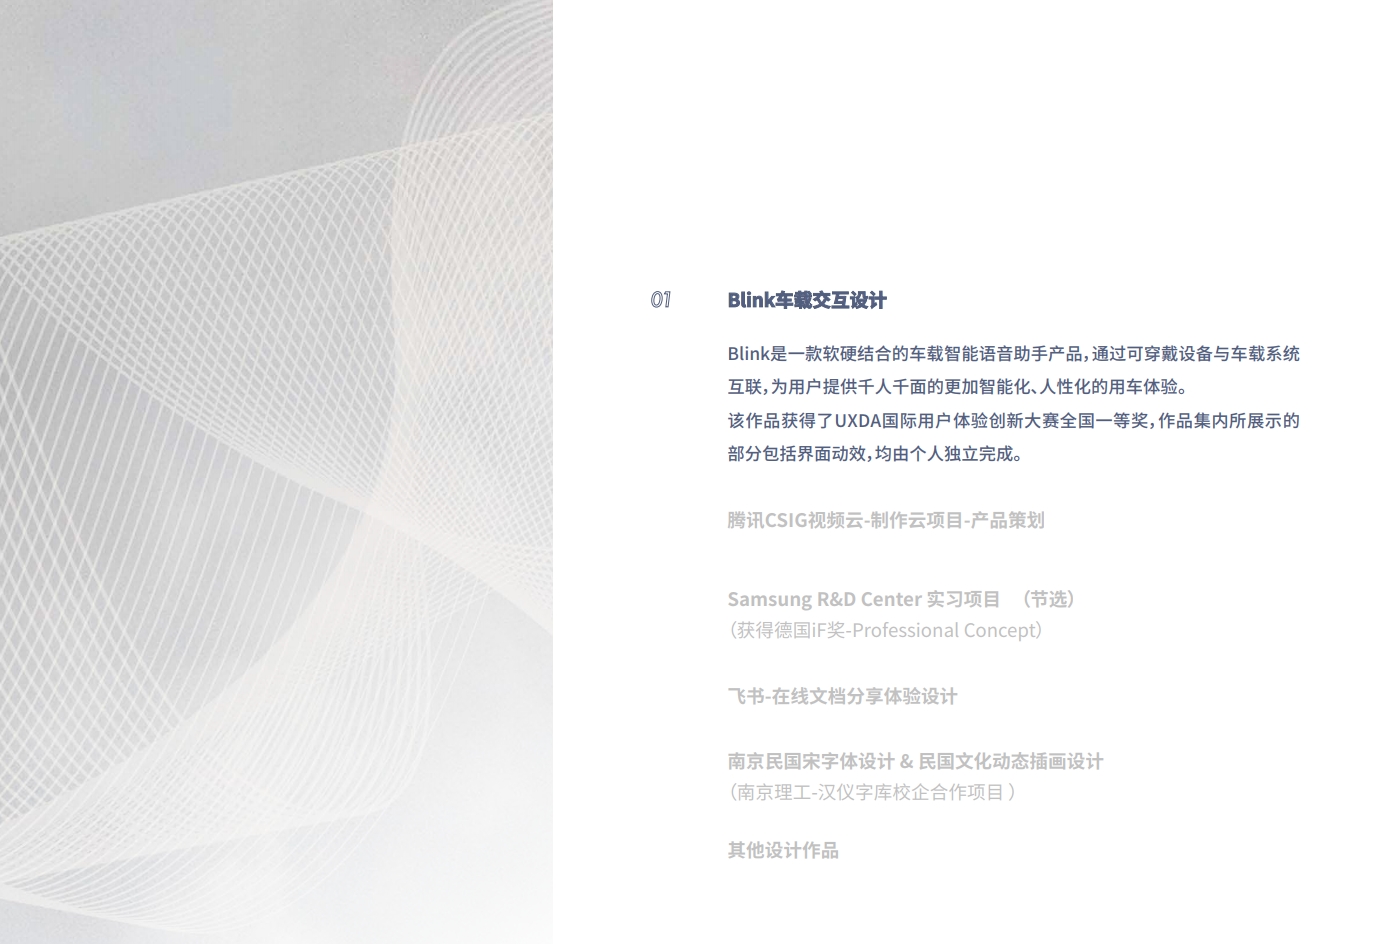 01 Blink车载交互设计
Blink是一款软硬结合的车载智能语音助手产品，通过可穿戴设备与车载系统
互联，为用户提供千人千面的更加智能化、人性化的用车体验。
该作品获得了UXDA国际用户体验创新大赛全国一等奖，作品集内所展示的
部分包括界面动效，均由个人独立完成。
腾讯CSIG视频云-制作云项目-产品策划
Samsung R&D Center 实习项目 （节选）
（获得德国iF奖-Professional Concept）
飞书-在线文档分享体验设计
南京民国宋字体设计 & 民国文化动态插画设计
（南京理工-汉仪字库校企合作项目 ）
其他设计作品